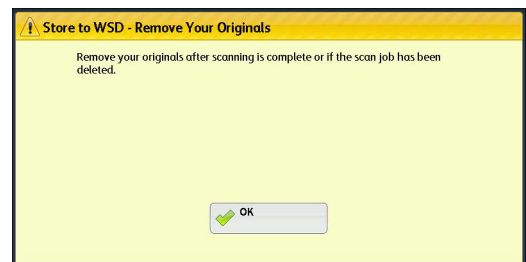 Store to WSD - Remove Your Originals
Remove your originals after scanning is complete or if the scan job has been
deleted.
OK